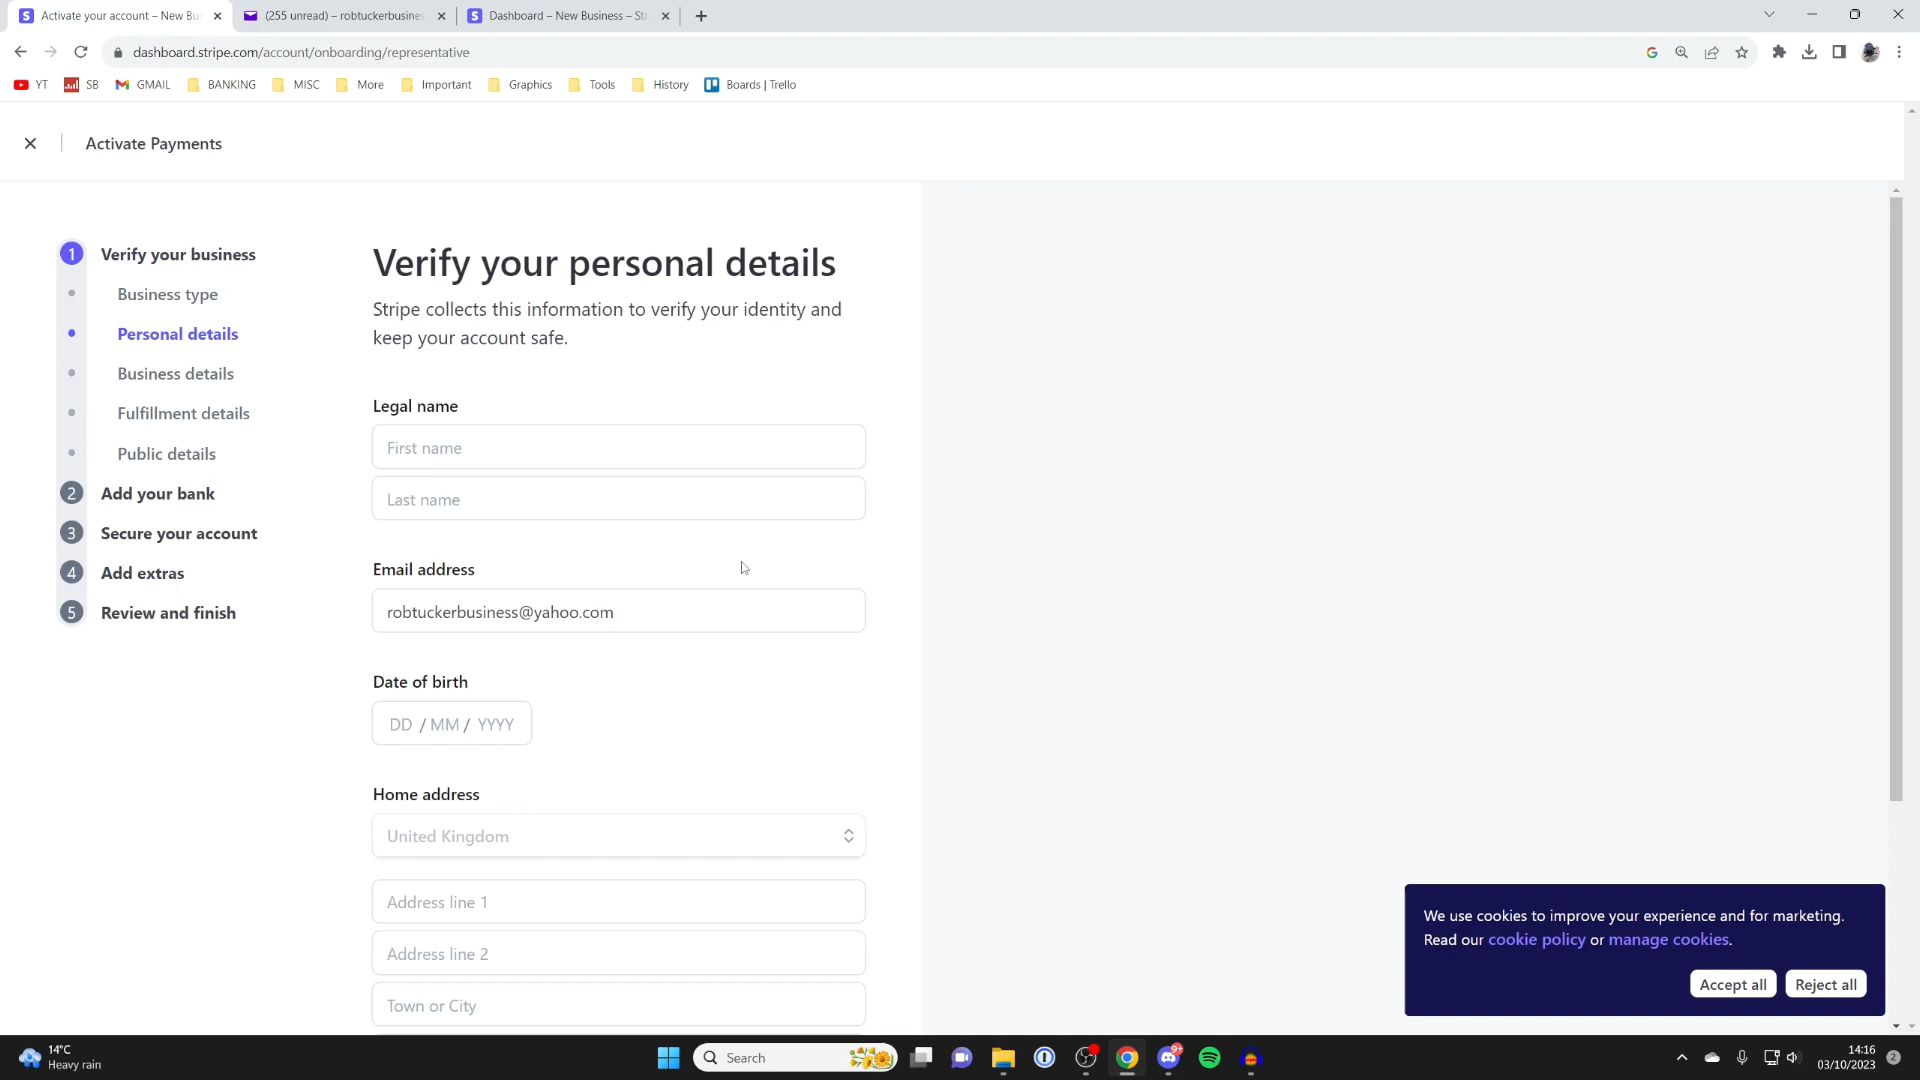 Activate your account – New Bu
(255 unread) – robtuckerbusines
Dashboard – New Business – Str
dashboard.stripe.com/account/onboarding/representative
YT
SB
GMAIL
BANKING
MISC
More
Important
Graphics
Tools
History
Boards | Trello
Activate Payments
1 Verify your business
Business type
Personal details
Business details
Fulfillment details
Public details
2 Add your bank
3 Secure your account
4 Add extras
5 Review and finish
Verify your personal details
Stripe collects this information to verify your identity and
keep your account safe.
Legal name
First name
Last name
Email address
robtuckerbusiness@yahoo.com
Date of birth
DD / MM / YYYY
Home address
United Kingdom
Address line 1
Address line 2
Town or City
We use cookies to improve your experience and for marketing.
Read our cookie policy or manage cookies.
Accept all
Reject all
14°C
Heavy rain
Search
9+
14:16
03/10/2023
2